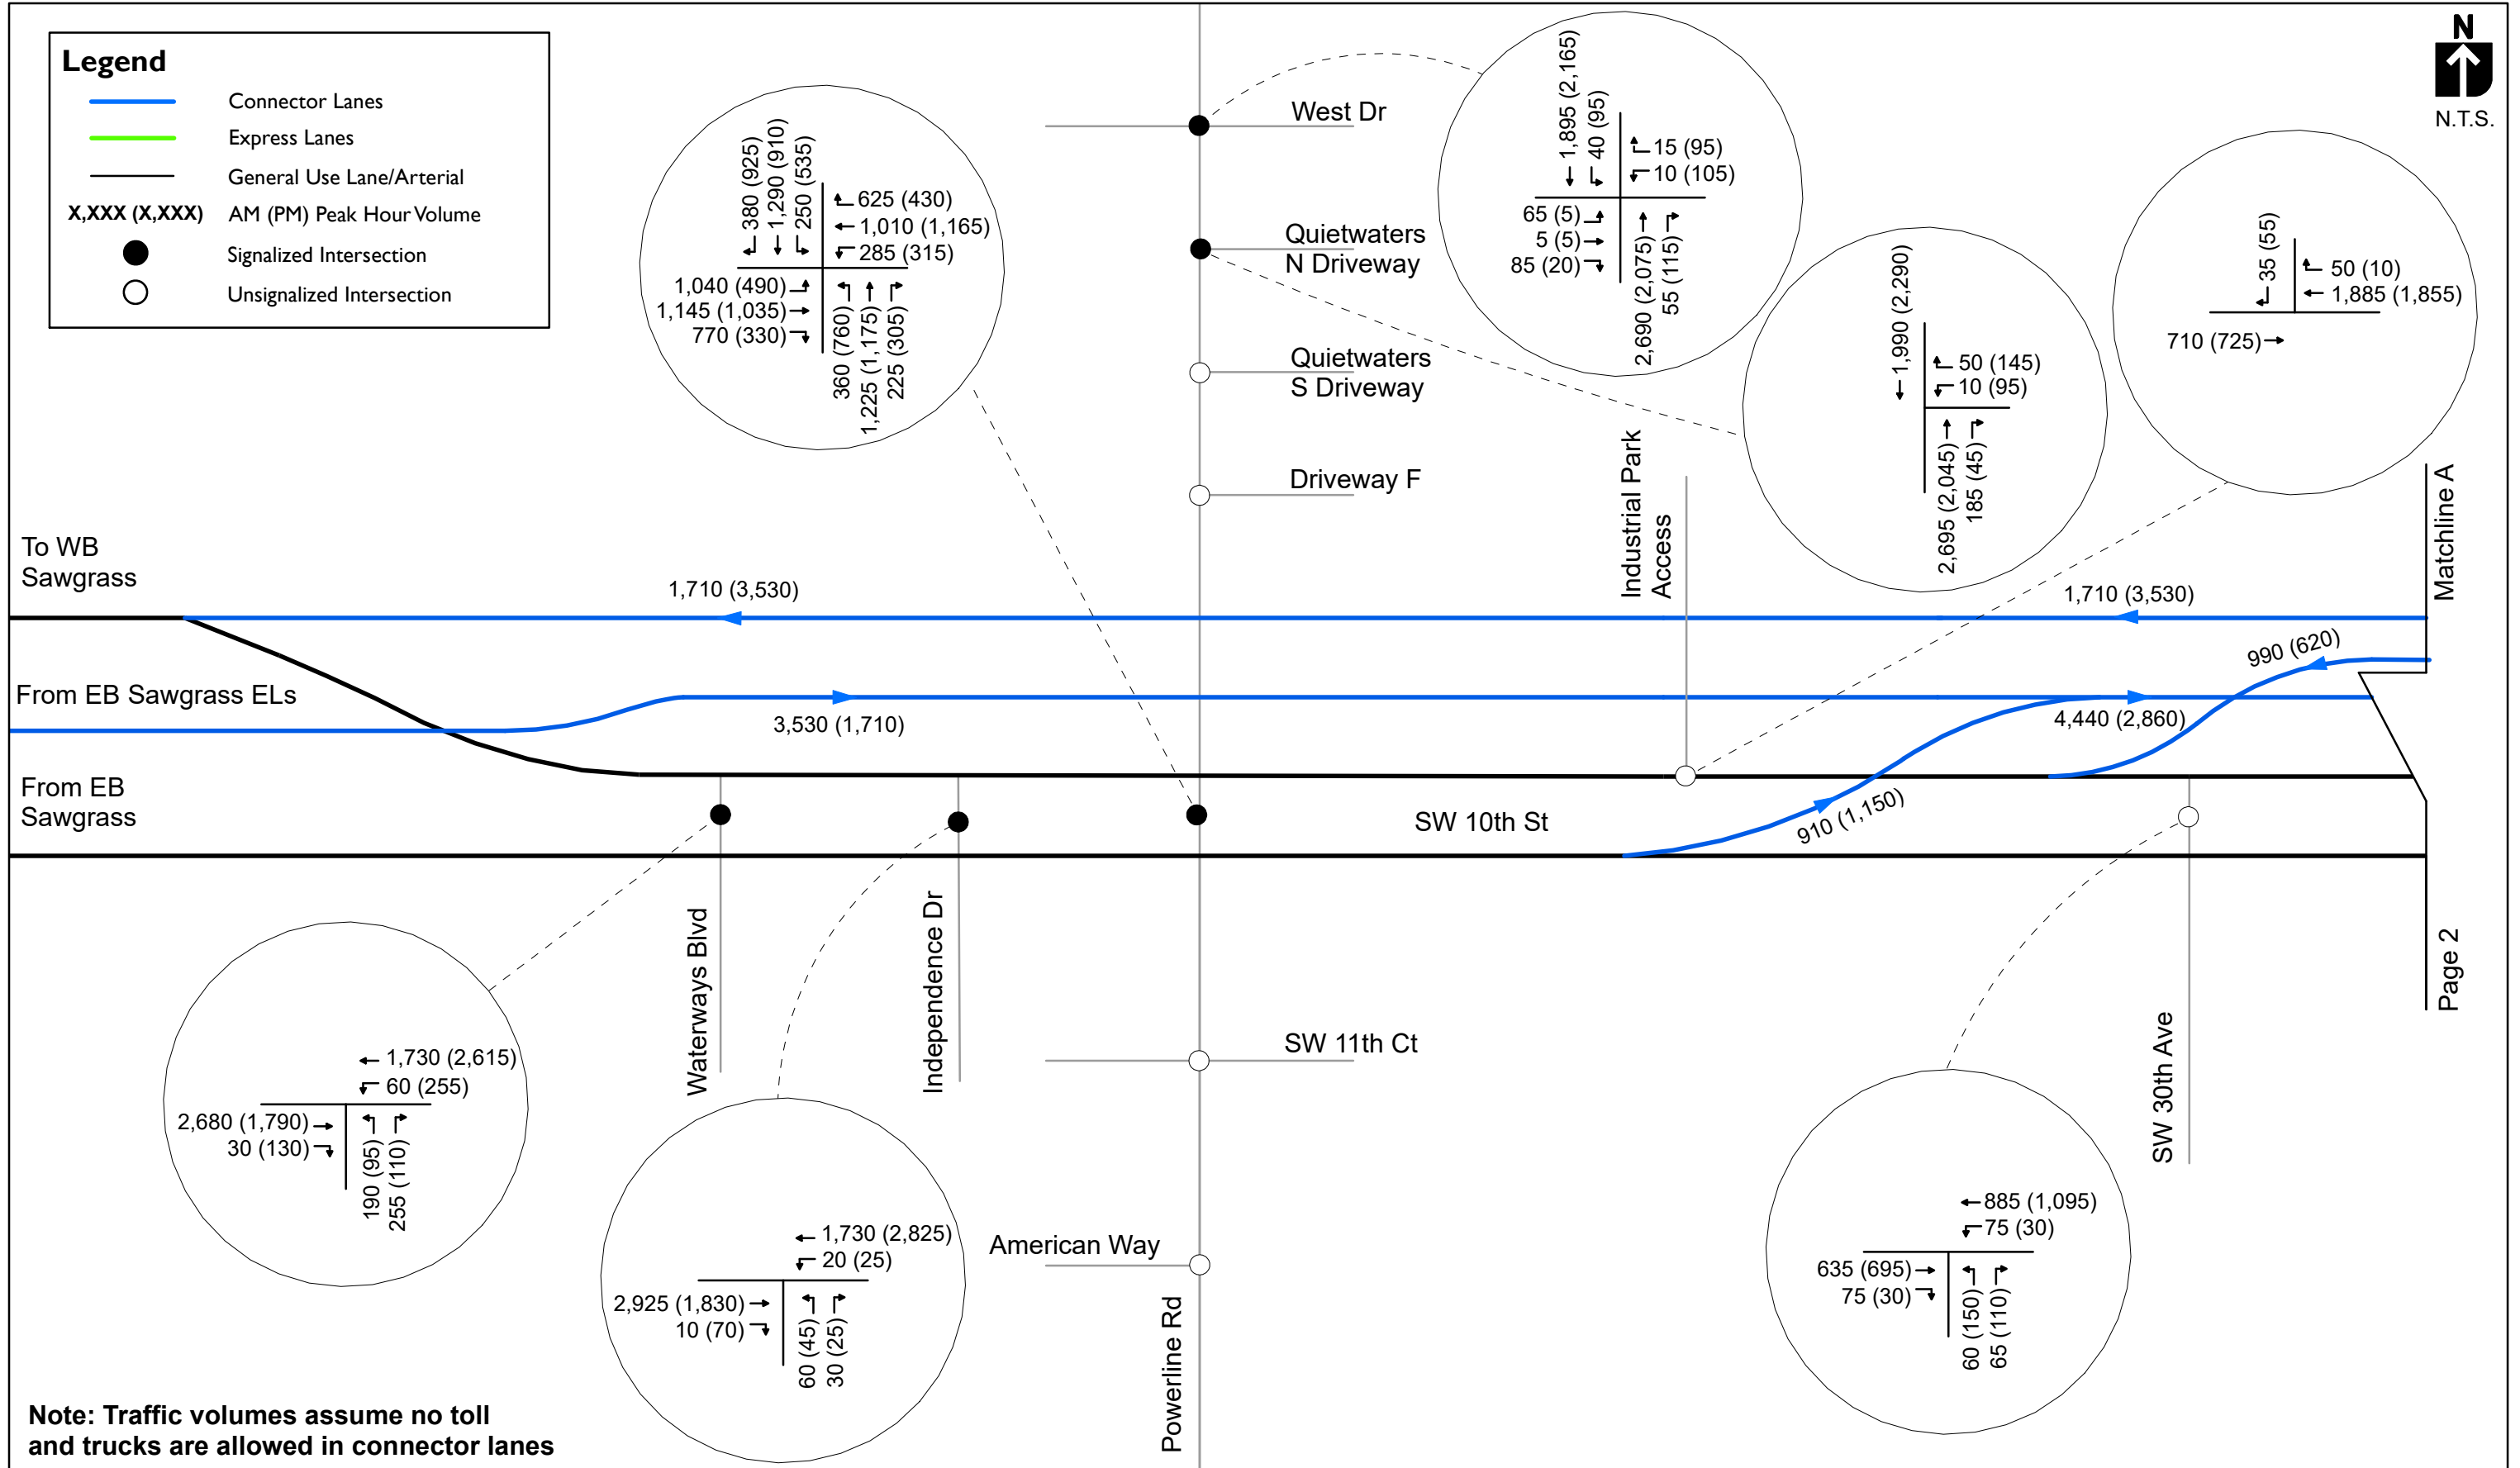 Legend
Connector Lanes
Express Lanes
General Use Lane/Arterial
X,XXX (X,XXX) AM (PM) Peak Hour Volume
Signalized Intersection
Unsignalized Intersection
N
N.T.S.
380 (925)
1,290 (910)
250 (535)
625 (430)
1,010 (1,165)
285 (315)
1,040 (490)
1,145 (1,035)
770 (330)
360 (760)
1,225 (1,175)
225 (305)
West Dr
Quietwaters
N Driveway
Quietwaters
S Driveway
Driveway F
1,895 (2,165)
40 (95)
15 (95)
10 (105)
65 (5)
5 (5)
85 (20)
2,690 (2,075)
55 (115)
1,990 (2,290)
50 (145)
10 (95)
2,695 (2,045)
185 (45)
35 (55)
50 (10)
1,885 (1,855)
710 (725)
Industrial Park
Access
Matchline A
To WB
Sawgrass
1,710 (3,530)
1,710 (3,530)
990 (620)
From EB Sawgrass ELs
3,530 (1,710)
4,440 (2,860)
From EB
Sawgrass
SW 10th St
910 (1,150)
Waterways Blvd
Independence Dr
Page 2
SW 30th Ave
SW 11th Ct
American Way
Powerline Rd
1,730 (2,615)
60 (255)
2,680 (1,790)
30 (130)
190 (95)
255 (110)
1,730 (2,825)
20 (25)
2,925 (1,830)
10 (70)
60 (45)
30 (25)
885 (1,095)
75 (30)
635 (695)
75 (30)
60 (150)
65 (110)
Note: Traffic volumes assume no toll
and trucks are allowed in connector lanes